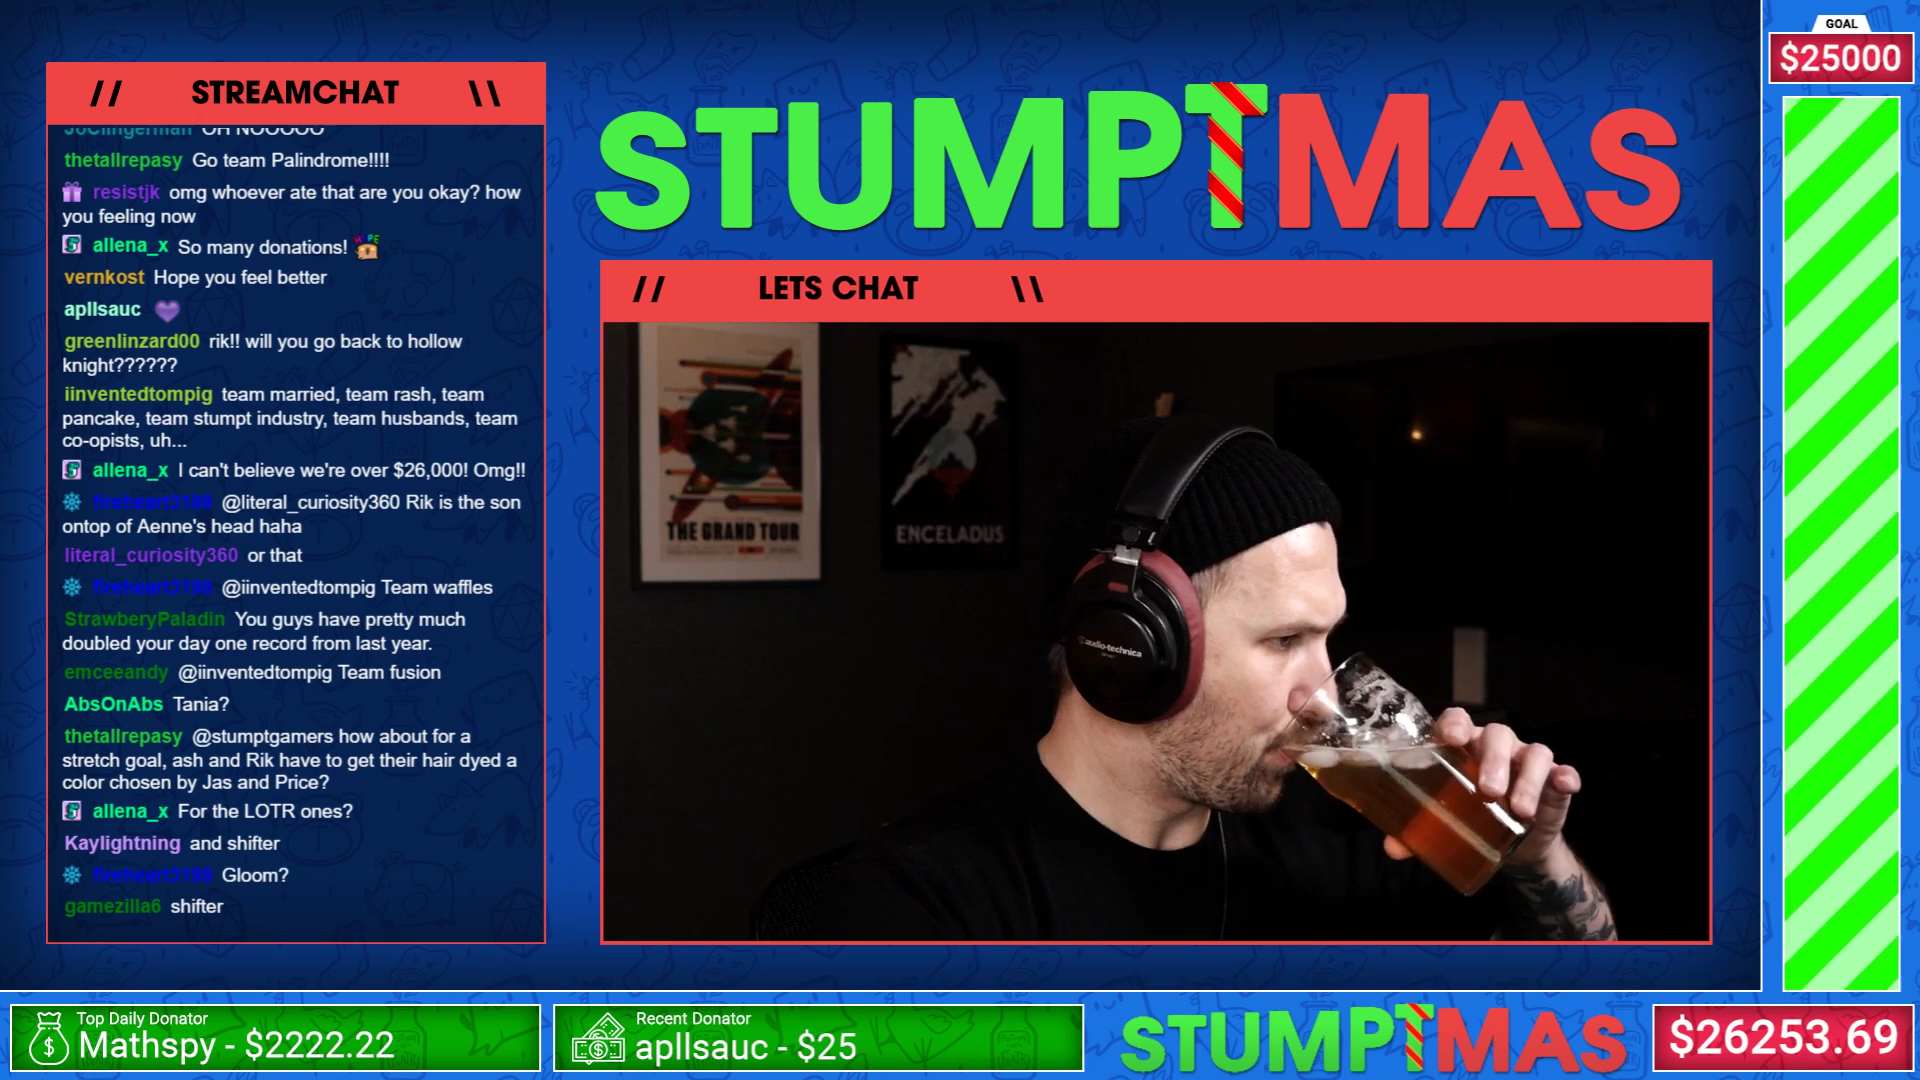 GOAL
$25000
// STREAMCHAT \\
JoClingerman OH NOOOOO
thetallrepasy Go team Palindrome!!!!
resistjk omg whoever ate that are you okay? how
you feeling now
allena_x So many donations!
vernkost Hope you feel better
apllsauc
greenlinzard00 rik!! will you go back to hollow
knight??????
iinventedtompig team married, team rash, team
pancake, team stumpt industry, team husbands, team
co-opists, uh...
allena_x I can't believe we're over $26,000! Omg!!
fireheart3198 @literal_curiosity360 Rik is the son
ontop of Aenne's head haha
literal_curiosity360 or that
fireheart3198 @iinventedtompig Team waffles
StrawberyPaladin You guys have pretty much
doubled your day one record from last year.
emceeandy @iinventedtompig Team fusion
AbsOnAbs Tania?
thetallrepasy @stumptgamers how about for a
stretch goal, ash and Rik have to get their hair dyed a
color chosen by Jas and Price?
allena_x For the LOTR ones?
Kaylightning and shifter
fireheart3198 Gloom?
gamezilla6 shifter
STUMPTMAS
// LETS CHAT \\
THE GRAND TOUR
ENCELADUS
audio-technica
Top Daily Donator
Mathspy - $2222.22
Recent Donator
apllsauc - $25
STUMPTMAS
$26253.69